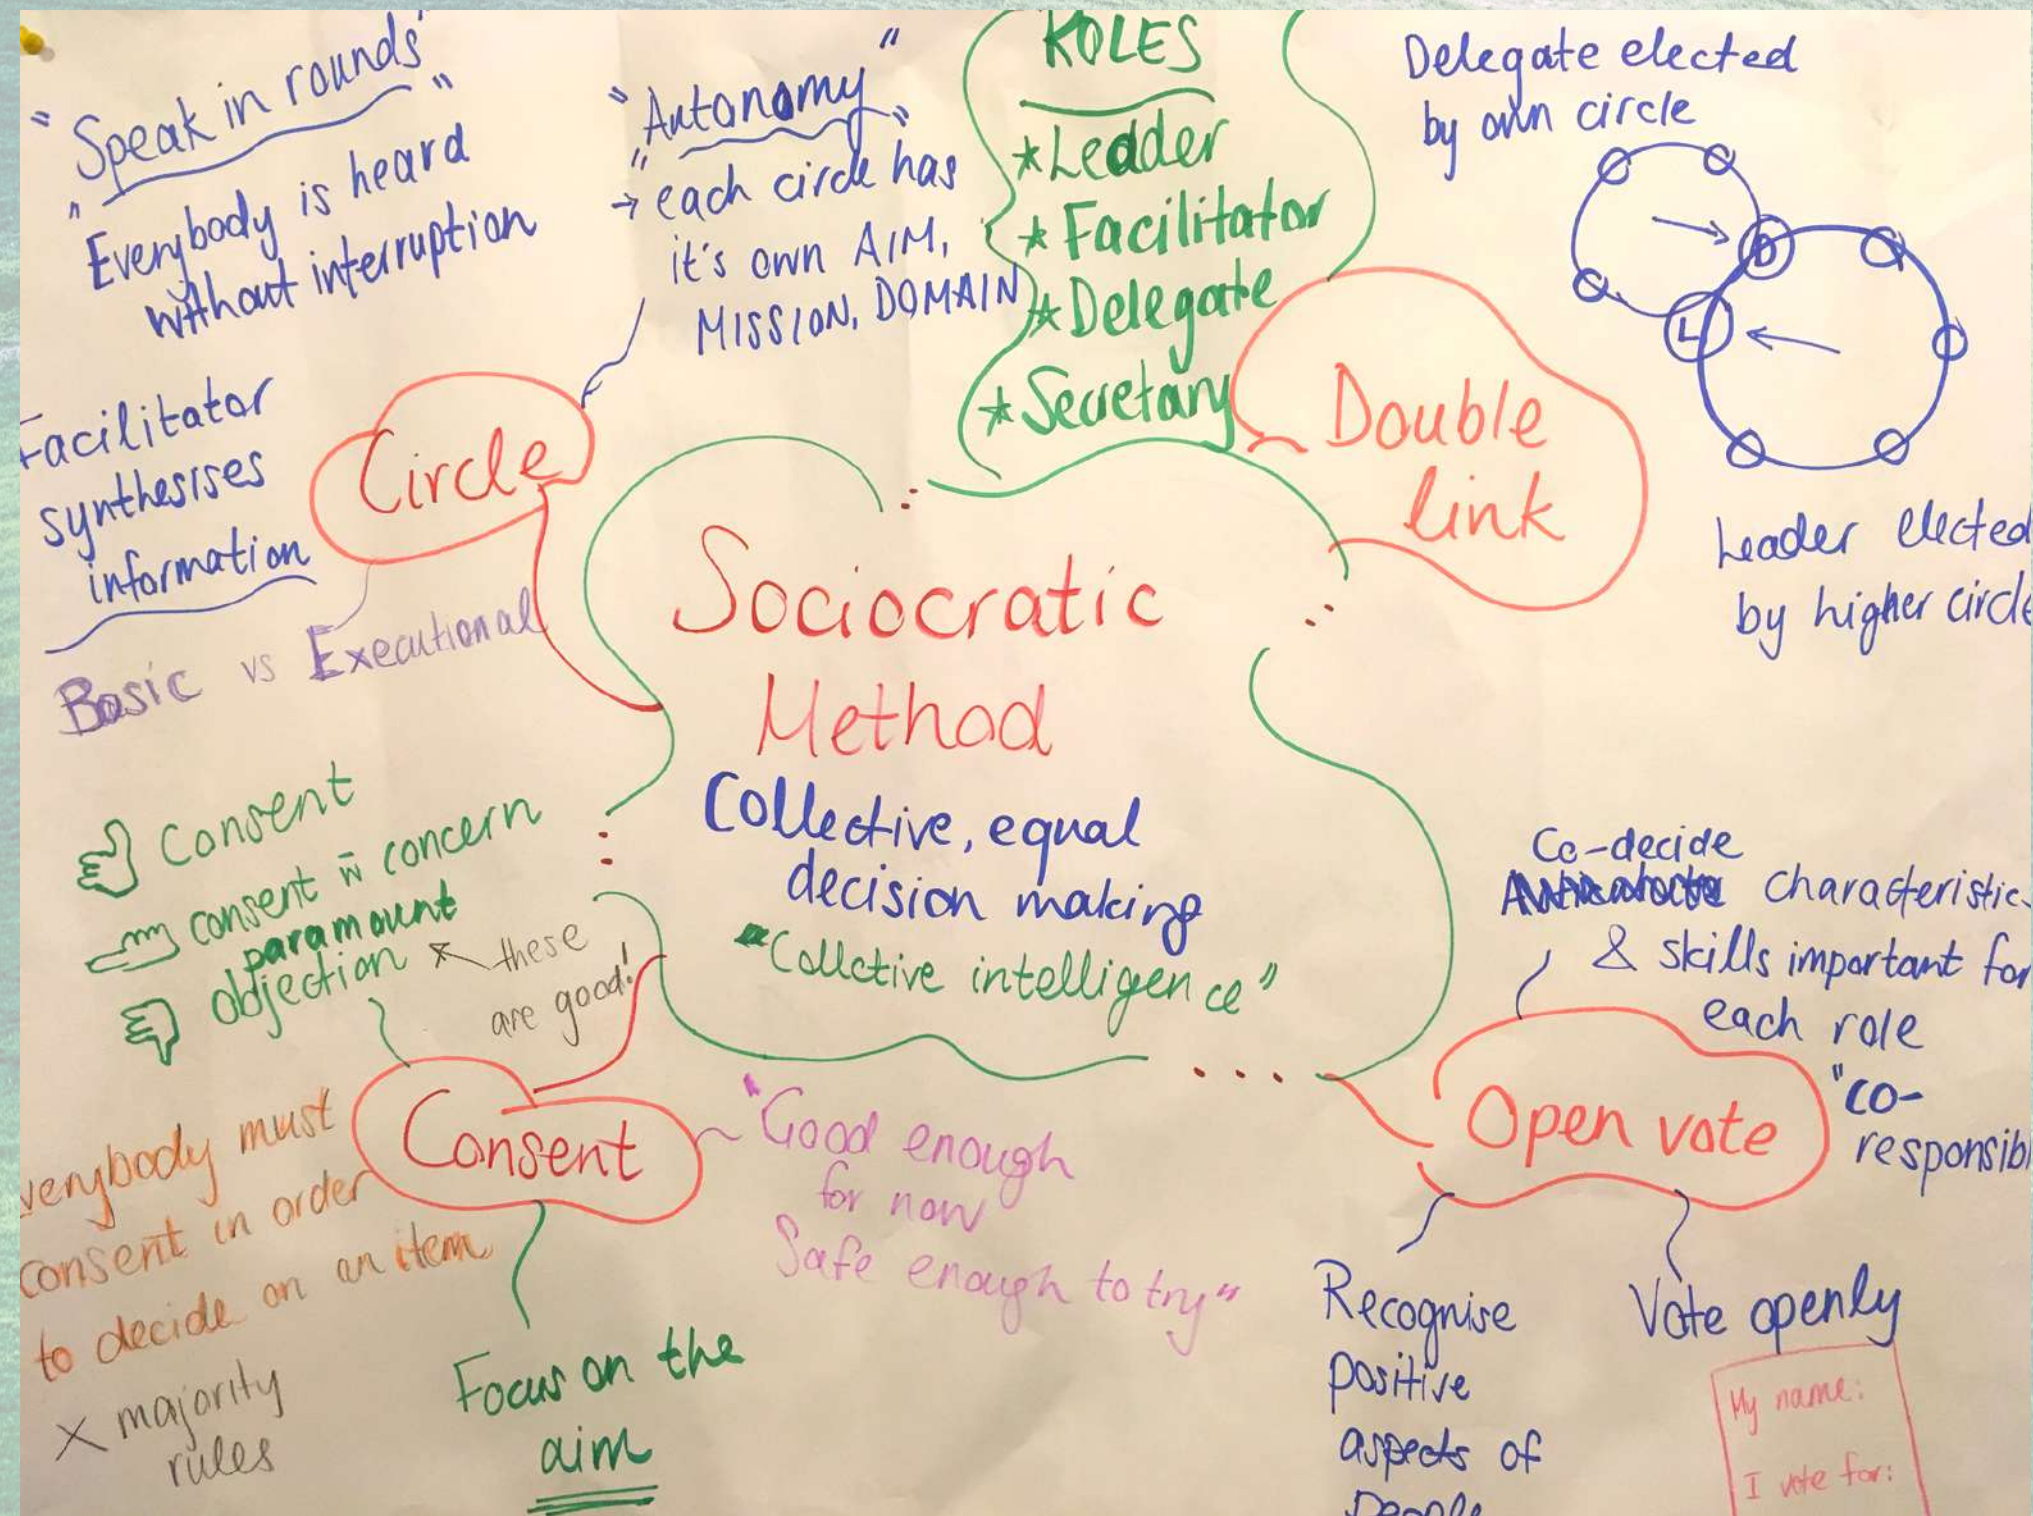 "Speak in rounds"
"Everybody is heard
without interruption
Facilitator
synthesises
information
"Autonomy"
→ each circle has
it's own AIM,
MISSION, DOMAIN
ROLES
★Leader
★Facilitator
★Delegate
★Secretary
Delegate elected
by own circle
D
L
Leader elected
by higher circle
Double
link
Circle
Basic vs Executional
Sociocratic
Method
Collective, equal
decision making
"Collective intelligence"
Consent
consent w̄ concern
paramount
objection
these
are good!
Consent
Everybody must
consent in order
to decide on an item
X majority
rules
"Good enough
for now
Safe enough to try"
Focus on the
aim
Co-decide
characteristics
& skills important for
each role
"co-
responsibl
Open vote
Recognise
positive
aspects of
People
Vote openly
My name:
I vote for: